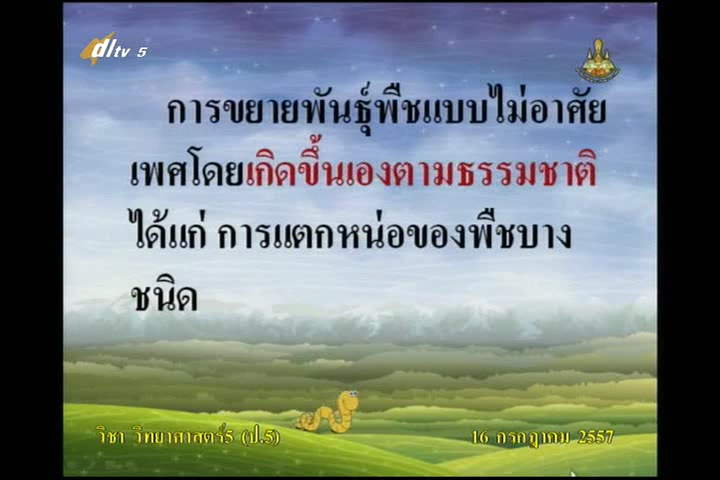 dltv 5
การขยายพันธุ์พืชแบบไม่อาศัย
เพศโดยเกิดขึ้นเองตามธรรมชาติ
ได้แก่ การแตกหน่อของพืชบาง
ชนิด
วิชา วิทยาศาสตร์5 (ป.5)
16 กรกฎาคม 2557